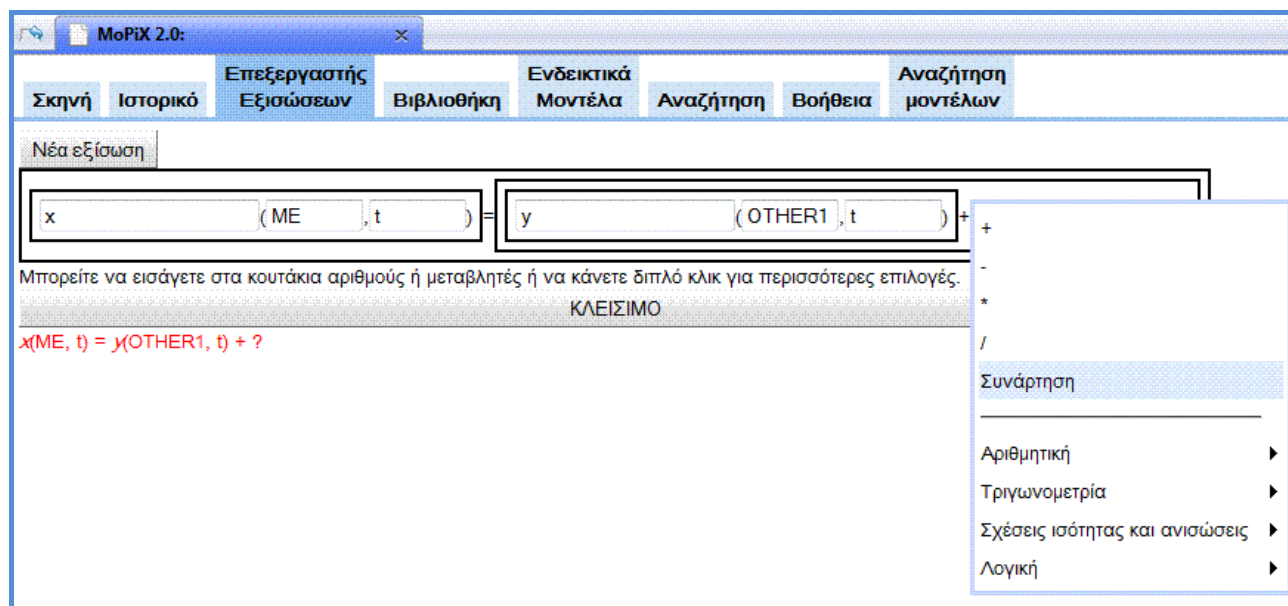 MoPiX 2.0: ×
Σκηνή Ιστορικό Επεξεργαστής Εξισώσεων Βιβλιοθήκη Ενδεικτικά Μοντέλα Αναζήτηση Βοήθεια Αναζήτηση μοντέλων
Νέα εξίσωση
x ( ME , t ) = y ( OTHER1 , t ) +
Μπορείτε να εισάγετε στα κουτάκια αριθμούς ή μεταβλητές ή να κάνετε διπλό κλικ για περισσότερες επιλογές.
ΚΛΕΙΣΙΜΟ
x(ME, t) = y(OTHER1, t) + ?
+
-
*
/
Συνάρτηση
Αριθμητική
Τριγωνομετρία
Σχέσεις ισότητας και ανισώσεις
Λογική